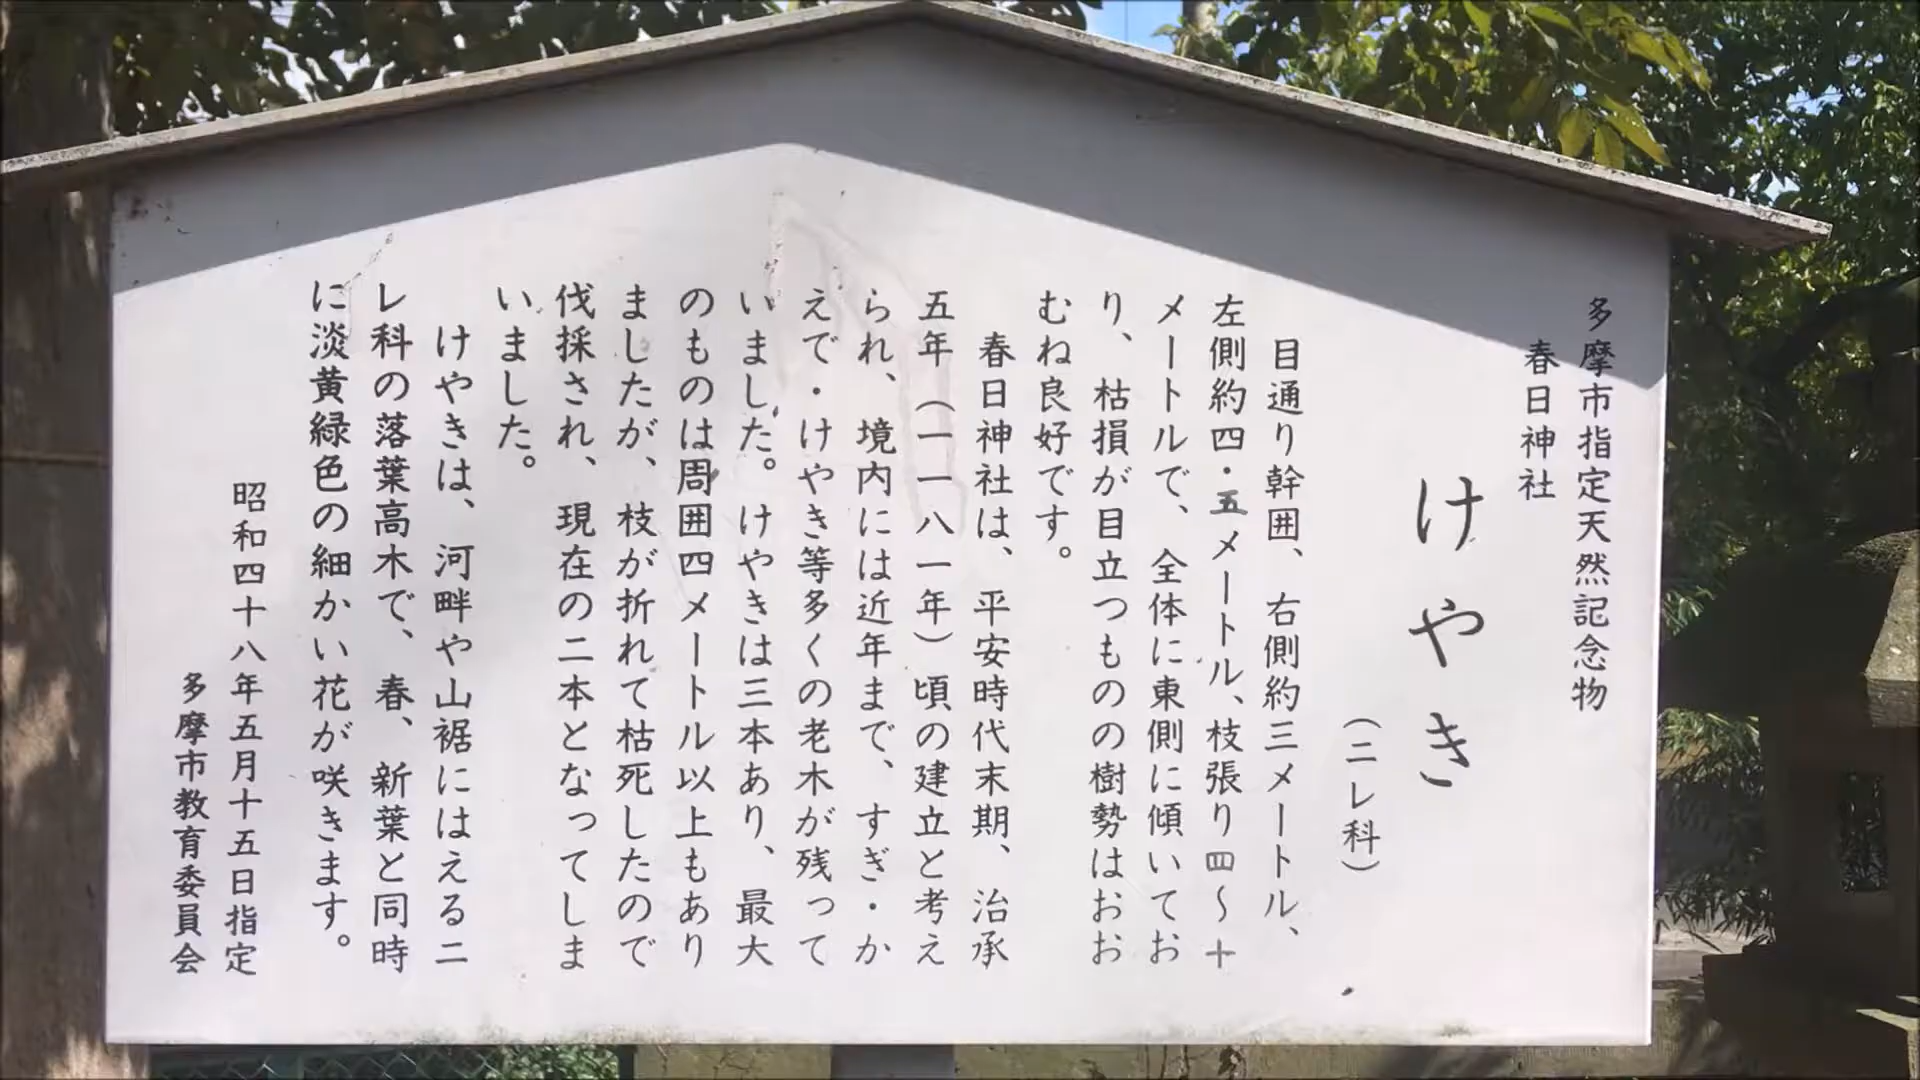 多摩市指定天然記念物
春日神社
けやき
（ニレ科）
目通り幹囲、右側約三メートル、
左側約四・五メートル、枝張り四〜十
メートルで、全体に東側に傾いてお
り、枯損が目立つものの樹勢はおお
むね良好です。
春日神社は、平安時代末期、治承
五年（一一八一年）頃の建立と考え
られ、境内には近年まで、すぎ・か
えで・けやき等多くの老木が残って
いました。けやきは三本あり、最大
のものは周囲四メートル以上もあり
ましたが、枝が折れて枯死したので
伐採され、現在の二本となってしま
いました。
けやきは、河畔や山裾にはえるニ
レ科の落葉高木で、春、新葉と同時
に淡黄緑色の細かい花が咲きます。
昭和四十八年五月十五日指定
多摩市教育委員会